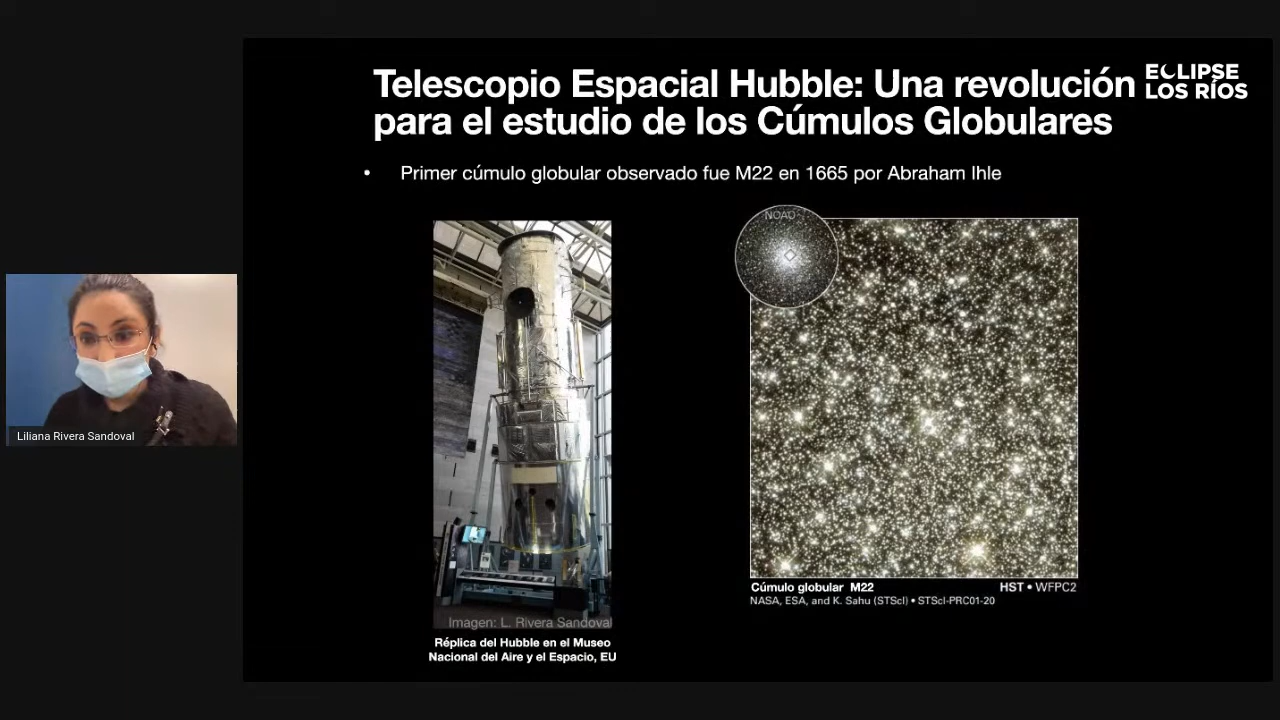 Telescopio Espacial Hubble: Una revolución
para el estudio de los Cúmulos Globulares
ECLIPSE
LOS RÍOS
• Primer cúmulo globular observado fue M22 en 1665 por Abraham Ihle
NOAO
Liliana Rivera Sandoval
Imagen: L. Rivera Sandoval
Réplica del Hubble en el Museo
Nacional del Aire y el Espacio, EU
Cúmulo globular M22
HST • WFPC2
NASA, ESA, and K. Sahu (STScI) • STScI-PRC01-20